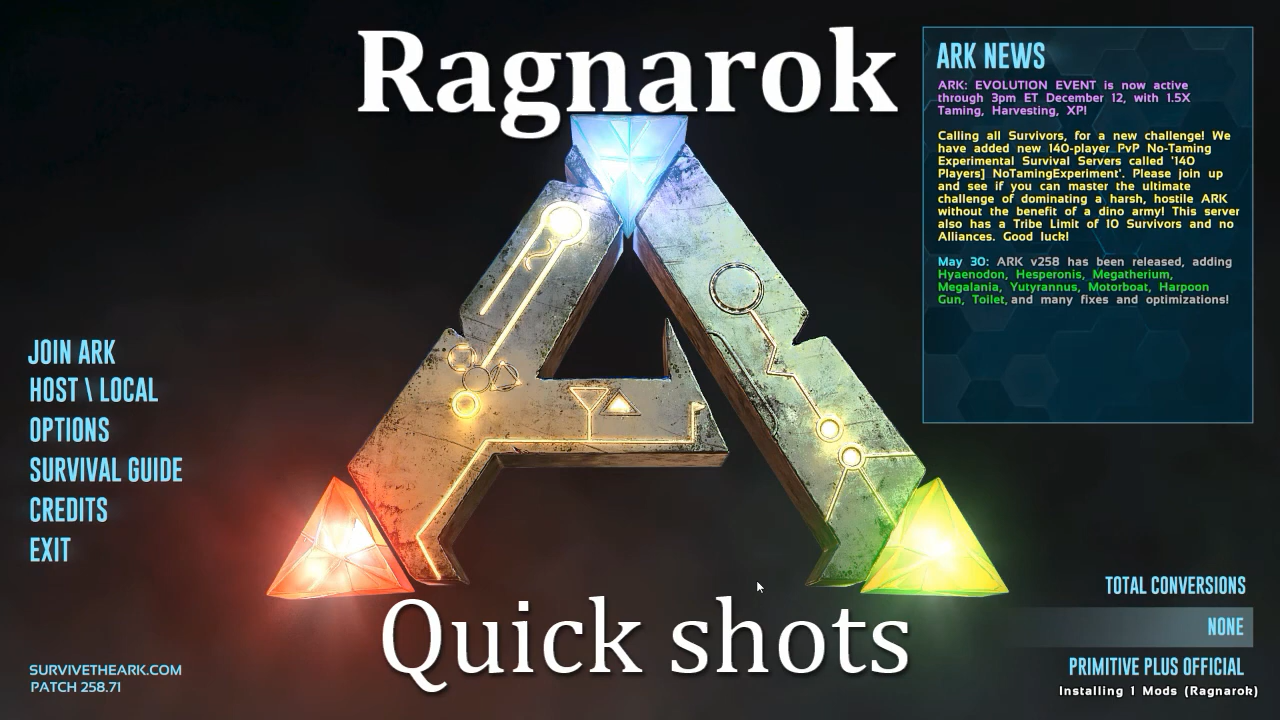 Ragnarok
ARK NEWS
ARK: EVOLUTION EVENT is now active
through 3pm ET December 12, with 1.5X
Taming, Harvesting, XP!
Calling all Survivors, for a new challenge! We
have added new 140-player PvP No-Taming
Experimental Survival Servers called '140
Players] NoTamingExperiment'. Please join up
and see if you can master the ultimate
challenge of dominating a harsh, hostile ARK
without the benefit of a dino army! This server
also has a Tribe Limit of 10 Survivors and no
Alliances. Good luck!
May 30: ARK v258 has been released, adding
Hyaenodon, Hesperonis, Megatherium,
Megalania, Yutyrannus, Motorboat, Harpoon
Gun, Toilet, and many fixes and optimizations!
JOIN ARK
HOST \ LOCAL
OPTIONS
SURVIVAL GUIDE
CREDITS
EXIT
Quick shots
TOTAL CONVERSIONS
NONE
PRIMITIVE PLUS OFFICIAL
Installing 1 Mods (Ragnarok)
SURVIVETHEARK.COM
PATCH 258.71